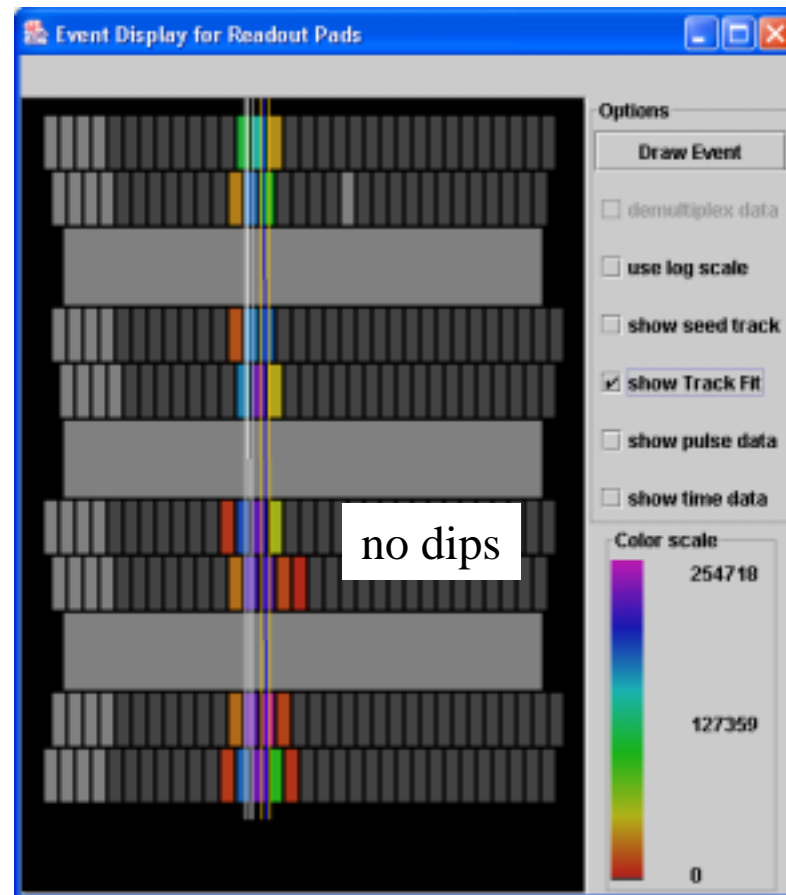 Event Display for Readout Pads
Options
Draw Event
demultiplex data
use log scale
show seed track
show Track Fit
show pulse data
show time data
no dips
Color scale
254718
127359
0